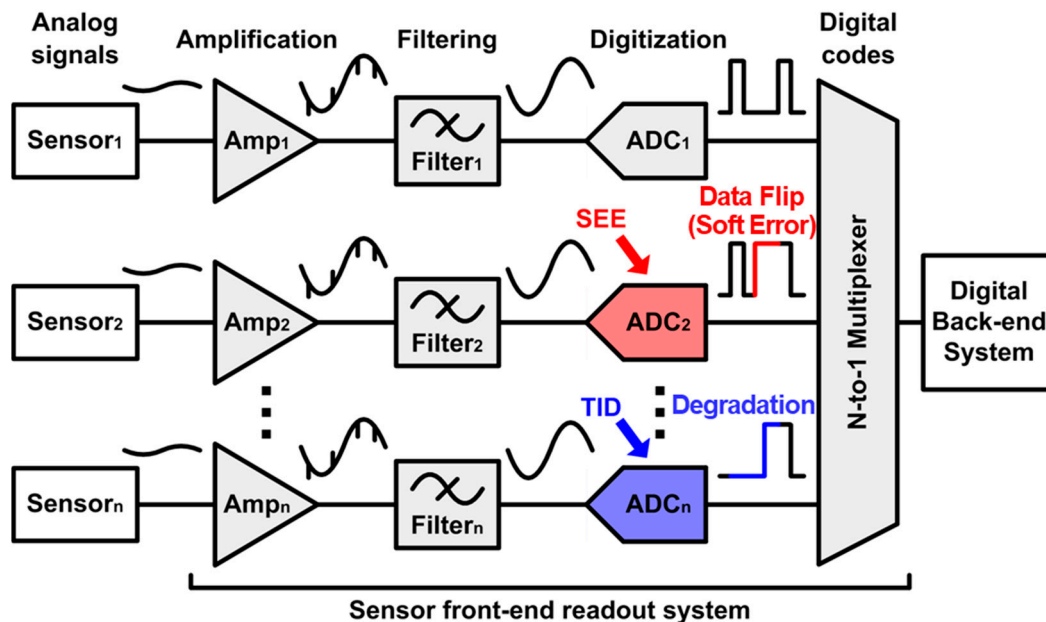 Analog
signals
Amplification
Filtering
Digitization
Digital
codes
Sensor₁
Amp₁
Filter₁
ADC₁
SEE
Data Flip
(Soft Error)
Sensor₂
Amp₂
Filter₂
ADC₂
N-to-1 Multiplexer
Digital
Back-end
System
TID
Degradation
Sensorₙ
Ampₙ
Filterₙ
ADCₙ
Sensor front-end readout system